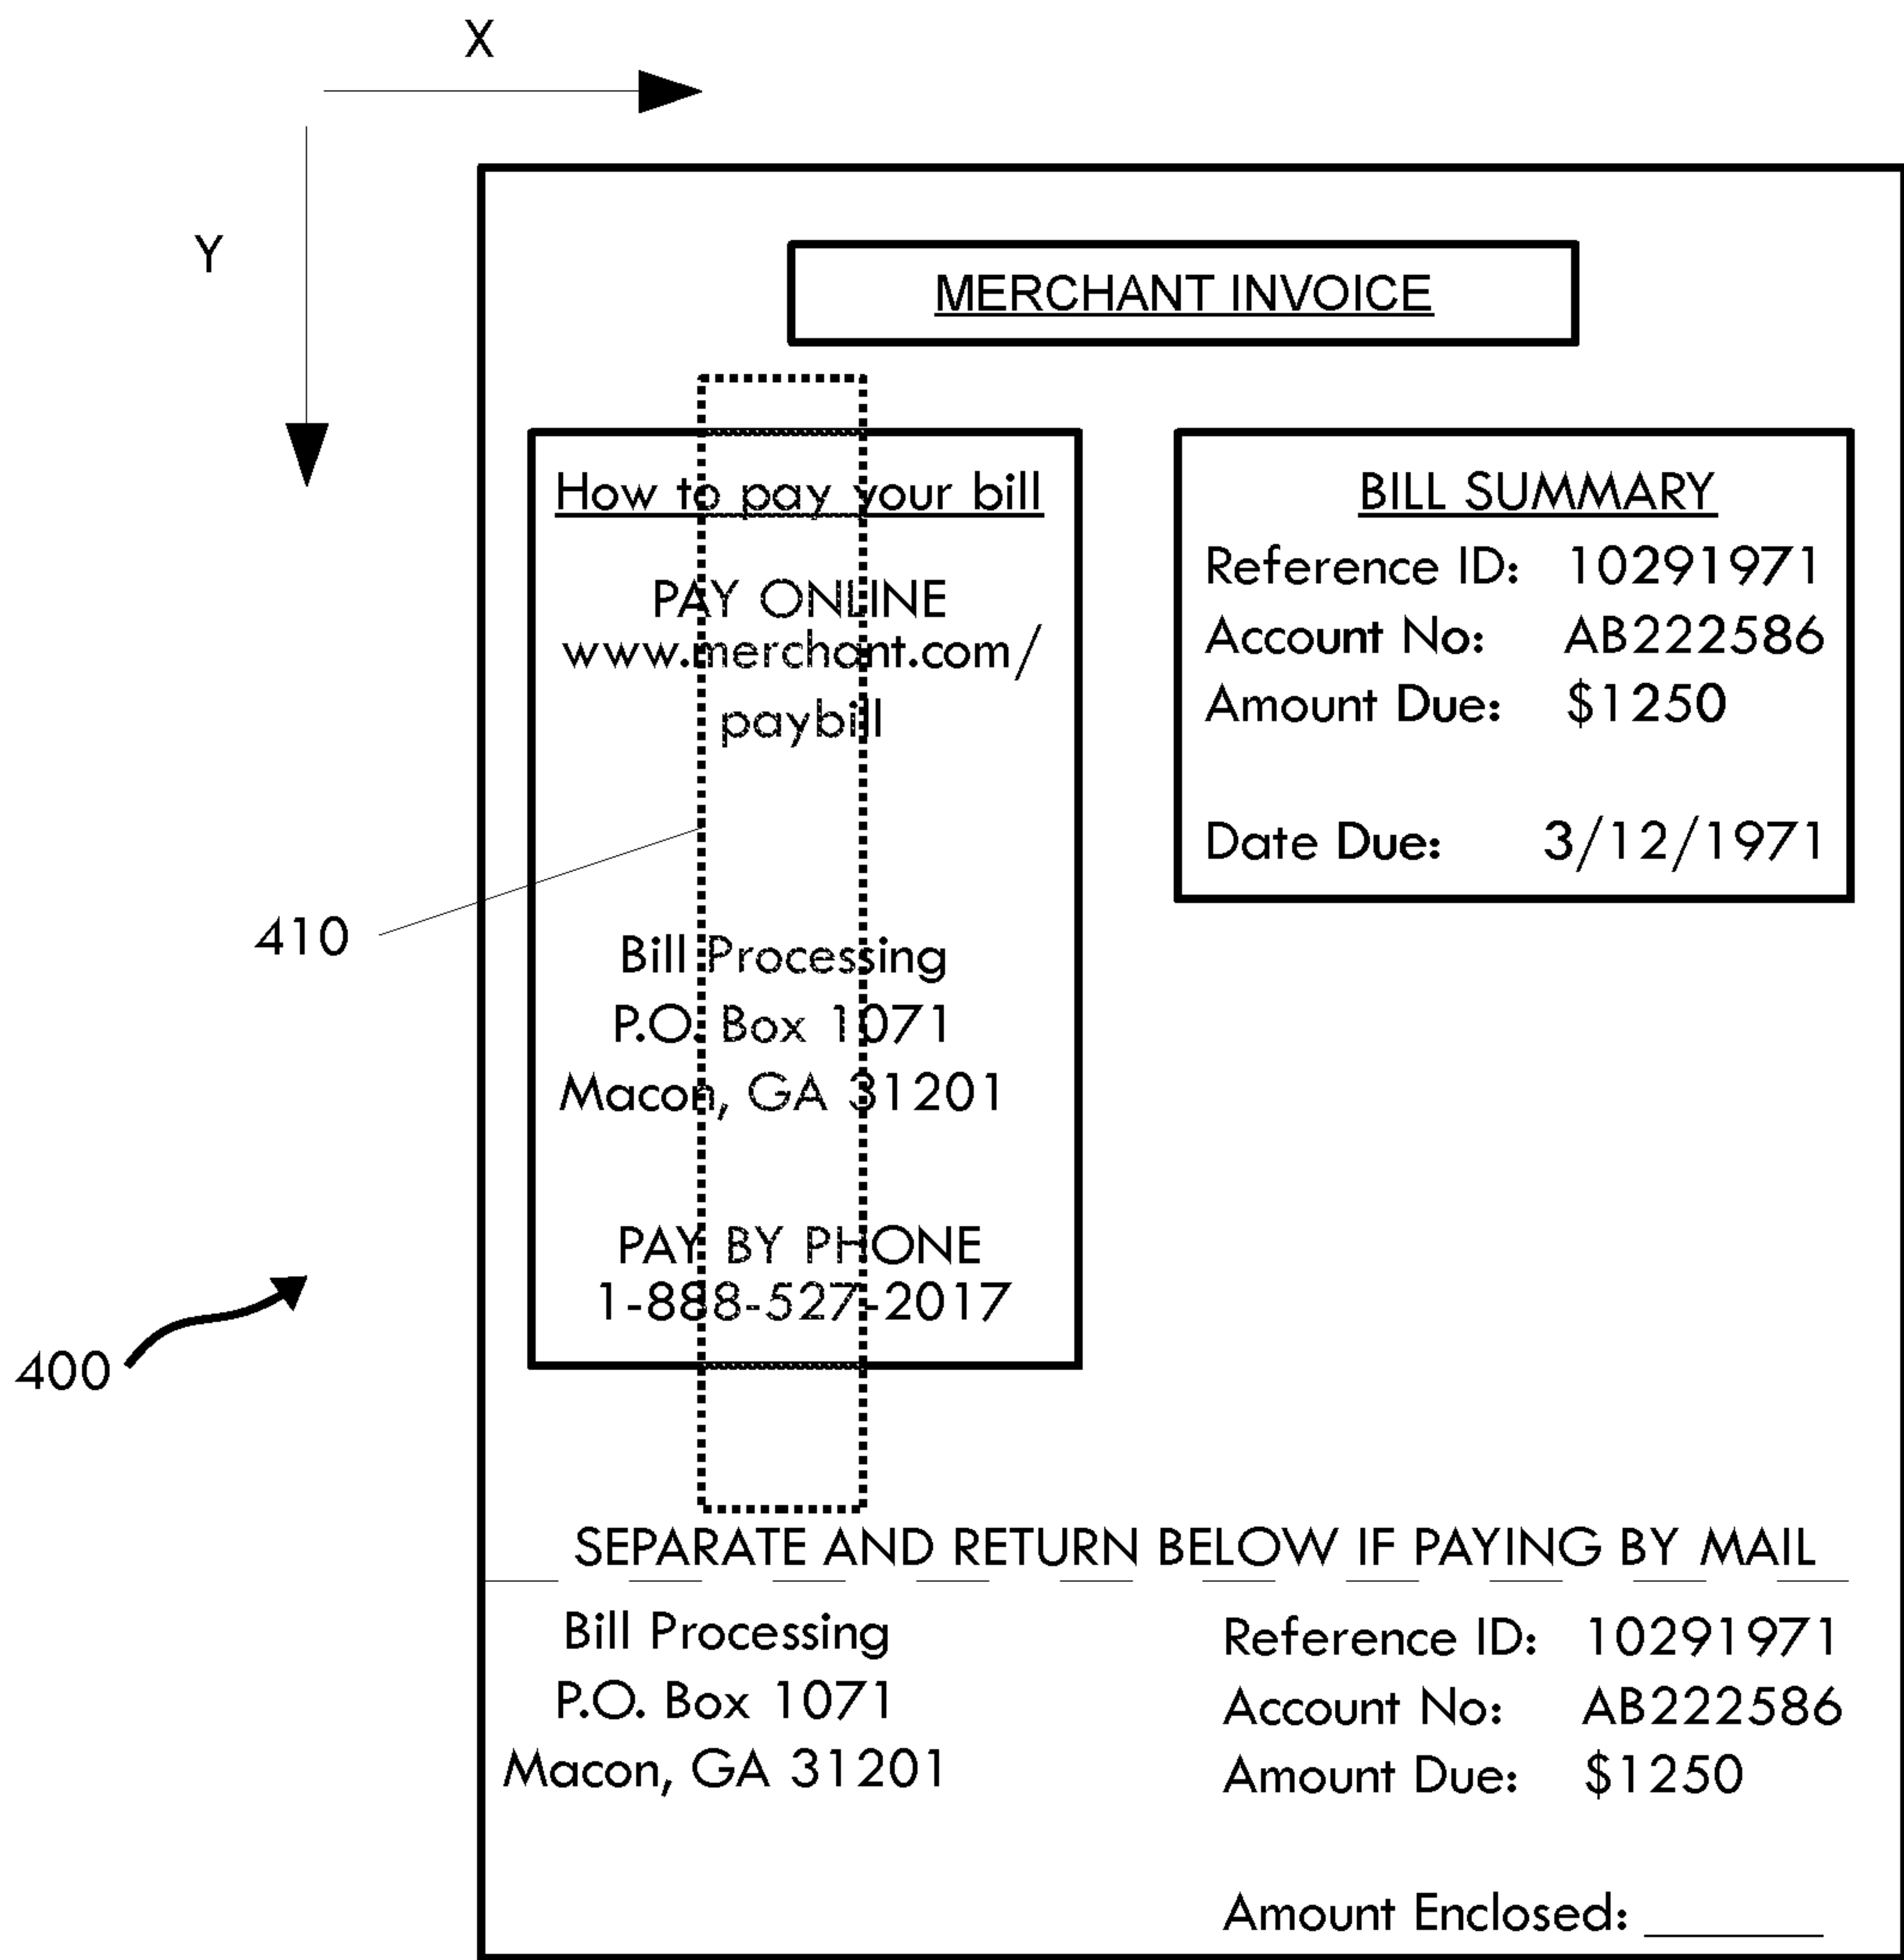 X
Y
MERCHANT INVOICE
How to pay your bill
PAY ONLINE
www.merchant.com/
paybill
Bill Processing
P.O. Box 1071
Macon, GA 31201
PAY BY PHONE
1-888-527-2017
BILL SUMMARY
Reference ID: 10291971
Account No: AB222586
Amount Due: $1250
Date Due: 3/12/1971
410
400
SEPARATE AND RETURN BELOW IF PAYING BY MAIL
Bill Processing
P.O. Box 1071
Macon, GA 31201
Reference ID: 10291971
Account No: AB222586
Amount Due: $1250
Amount Enclosed: